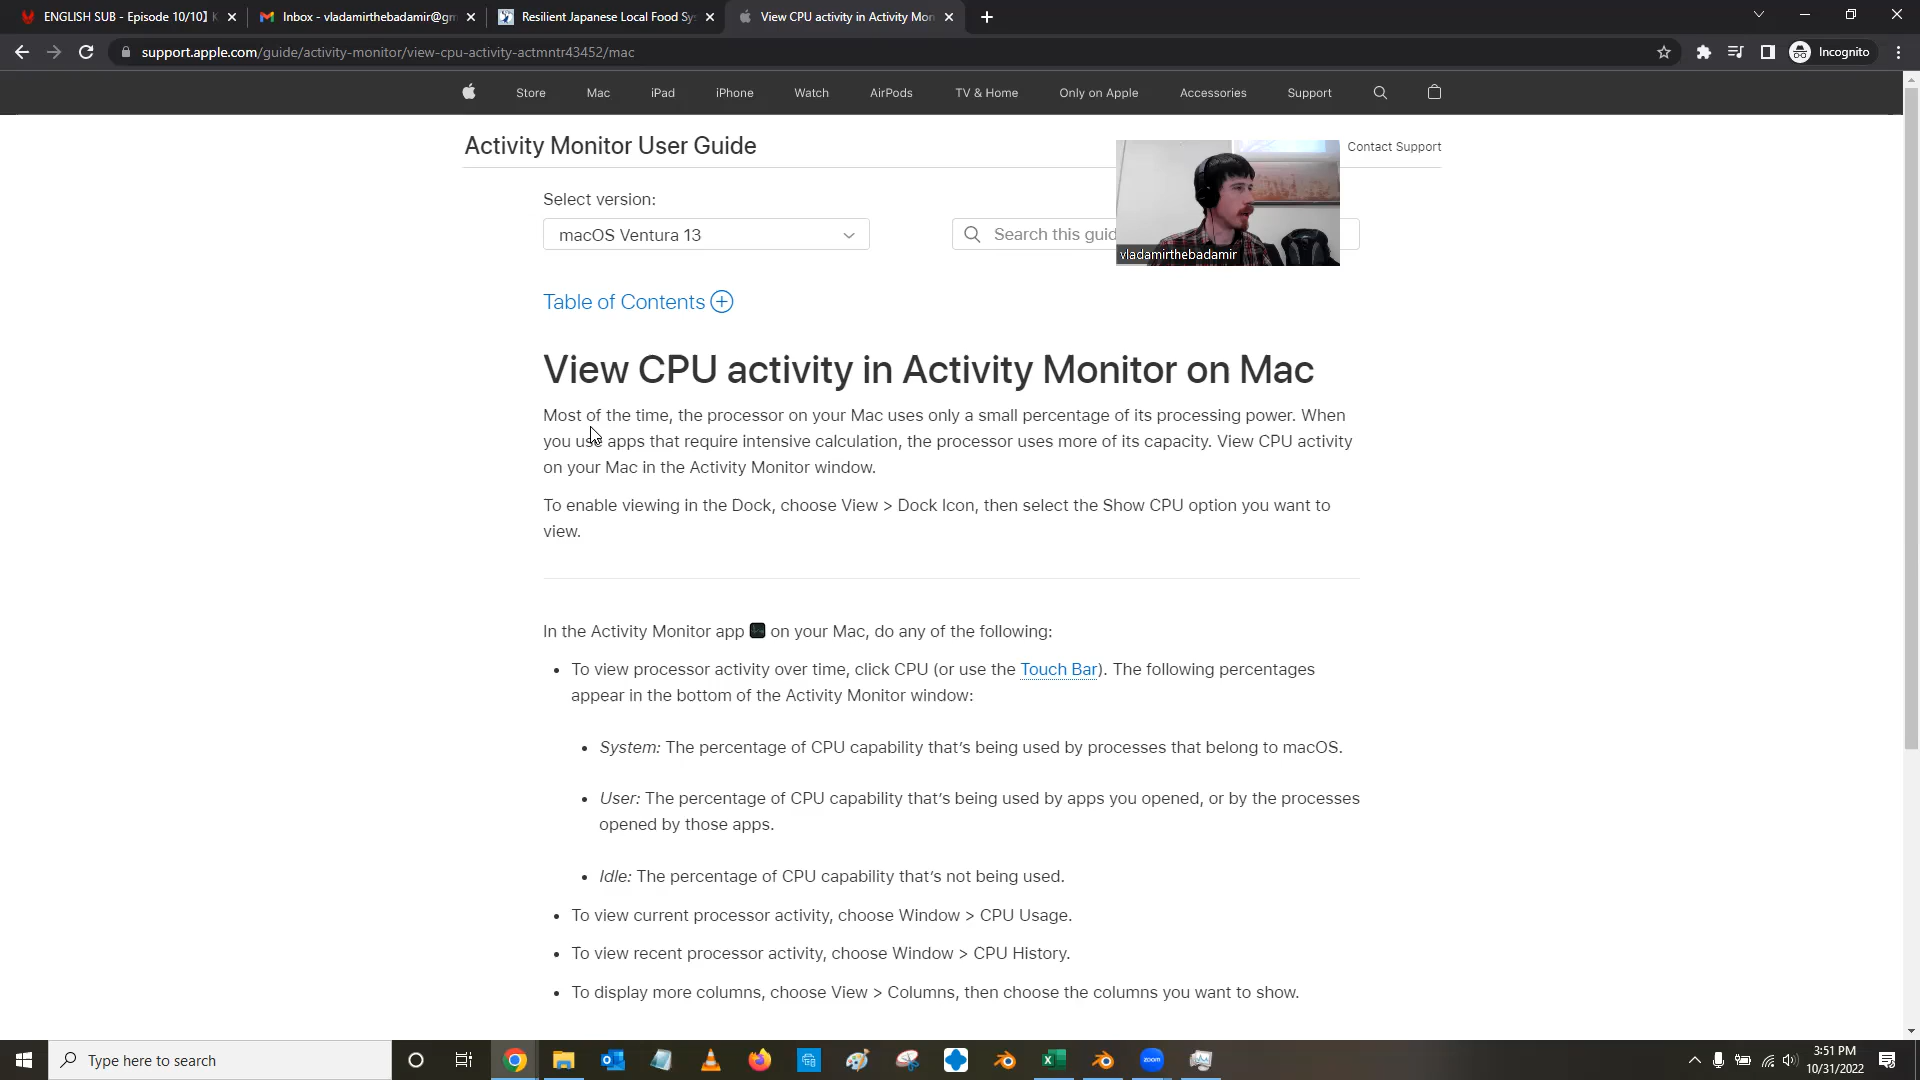 ENGLISH SUB - Episode 10/10】 K
Inbox - vladamirthebadamir@gm
Resilient Japanese Local Food Sy
View CPU activity in Activity Mon
support.apple.com/guide/activity-monitor/view-cpu-activity-actmntr43452/mac
Incognito
Store Mac iPad iPhone Watch AirPods TV & Home Only on Apple Accessories Support
Activity Monitor User Guide
Contact Support
Select version:
macOS Ventura 13
Search this guid
vladamirthebadamir
Table of Contents
View CPU activity in Activity Monitor on Mac
Most of the time, the processor on your Mac uses only a small percentage of its processing power. When
you use apps that require intensive calculation, the processor uses more of its capacity. View CPU activity
on your Mac in the Activity Monitor window.
To enable viewing in the Dock, choose View > Dock Icon, then select the Show CPU option you want to
view.
In the Activity Monitor app on your Mac, do any of the following:
• To view processor activity over time, click CPU (or use the Touch Bar). The following percentages
appear in the bottom of the Activity Monitor window:
• System: The percentage of CPU capability that's being used by processes that belong to macOS.
• User: The percentage of CPU capability that's being used by apps you opened, or by the processes
opened by those apps.
• Idle: The percentage of CPU capability that's not being used.
• To view current processor activity, choose Window > CPU Usage.
• To view recent processor activity, choose Window > CPU History.
• To display more columns, choose View > Columns, then choose the columns you want to show.
Type here to search
zoom
3:51 PM
10/31/2022